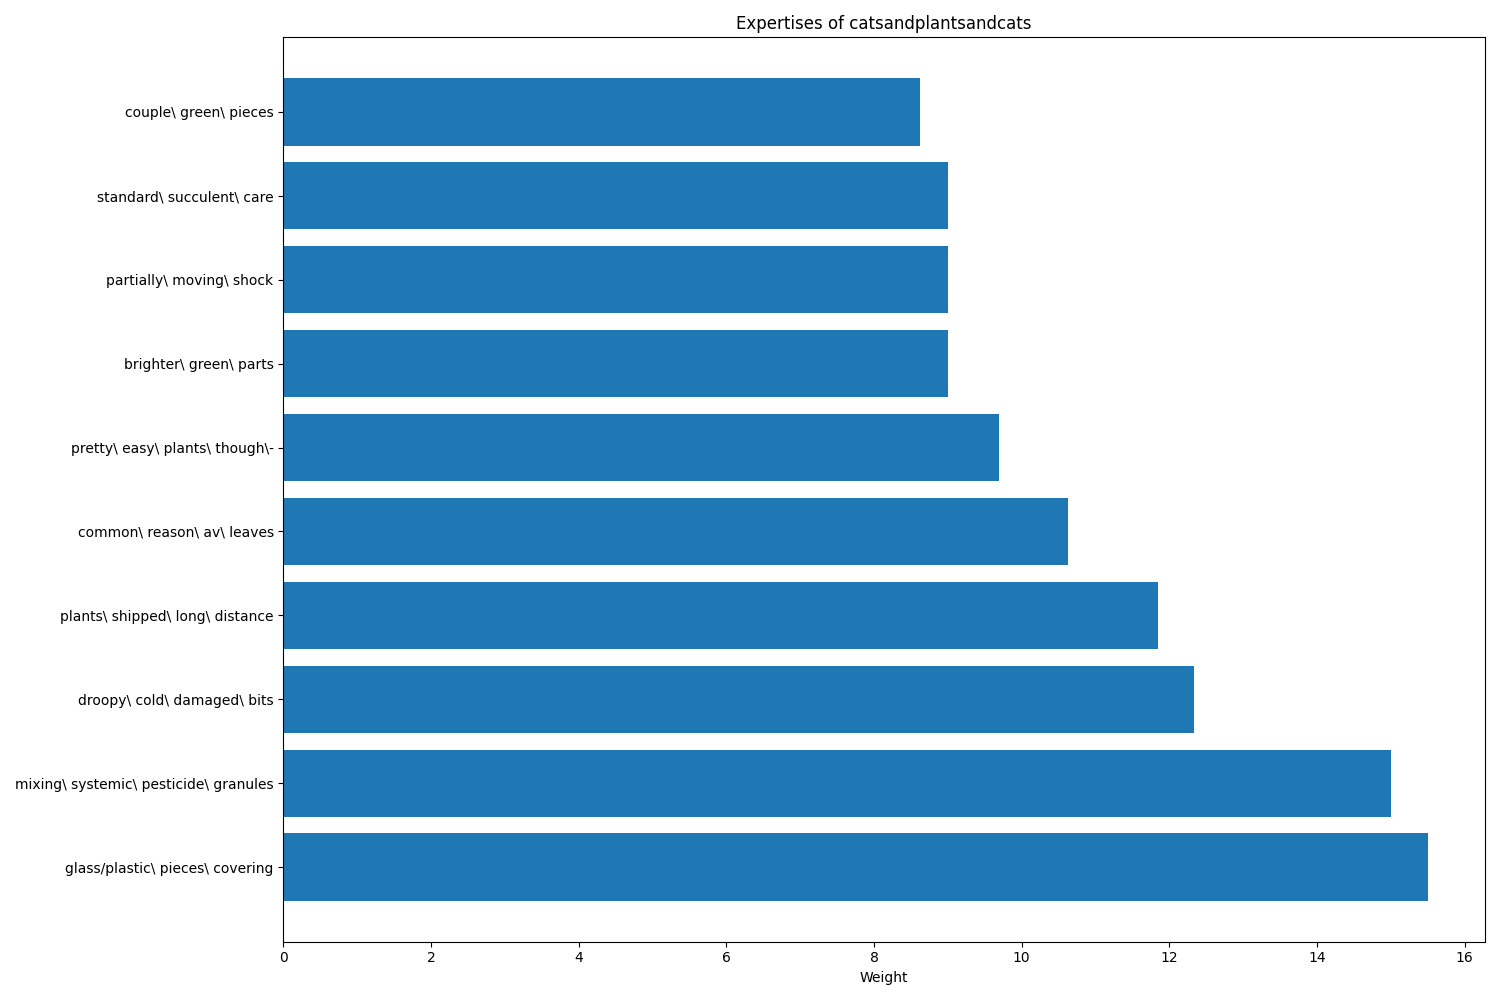 Expertises of catsandplantsandcats
couple\ green\ pieces
standard\ succulent\ care
partially\ moving\ shock
brighter\ green\ parts
pretty\ easy\ plants\ though\-
common\ reason\ av\ leaves
plants\ shipped\ long\ distance
droopy\ cold\ damaged\ bits
mixing\ systemic\ pesticide\ granules
glass/plastic\ pieces\ covering
0 2 4 6 8 10 12 14 16
Weight